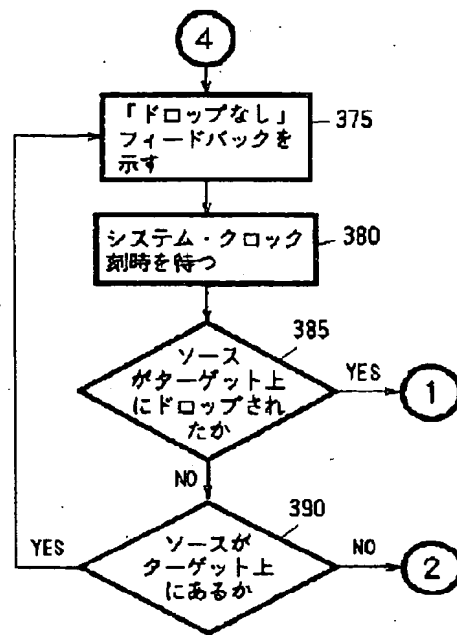 4
「ドロップなし」
フィードバックを
示す
375
システム・クロック
刻時を待つ
380
385
ソース
がターゲット上
にドロップされ
たか
YES
1
NO
390
ソースが
ターゲット上
にあるか
YES
NO
2